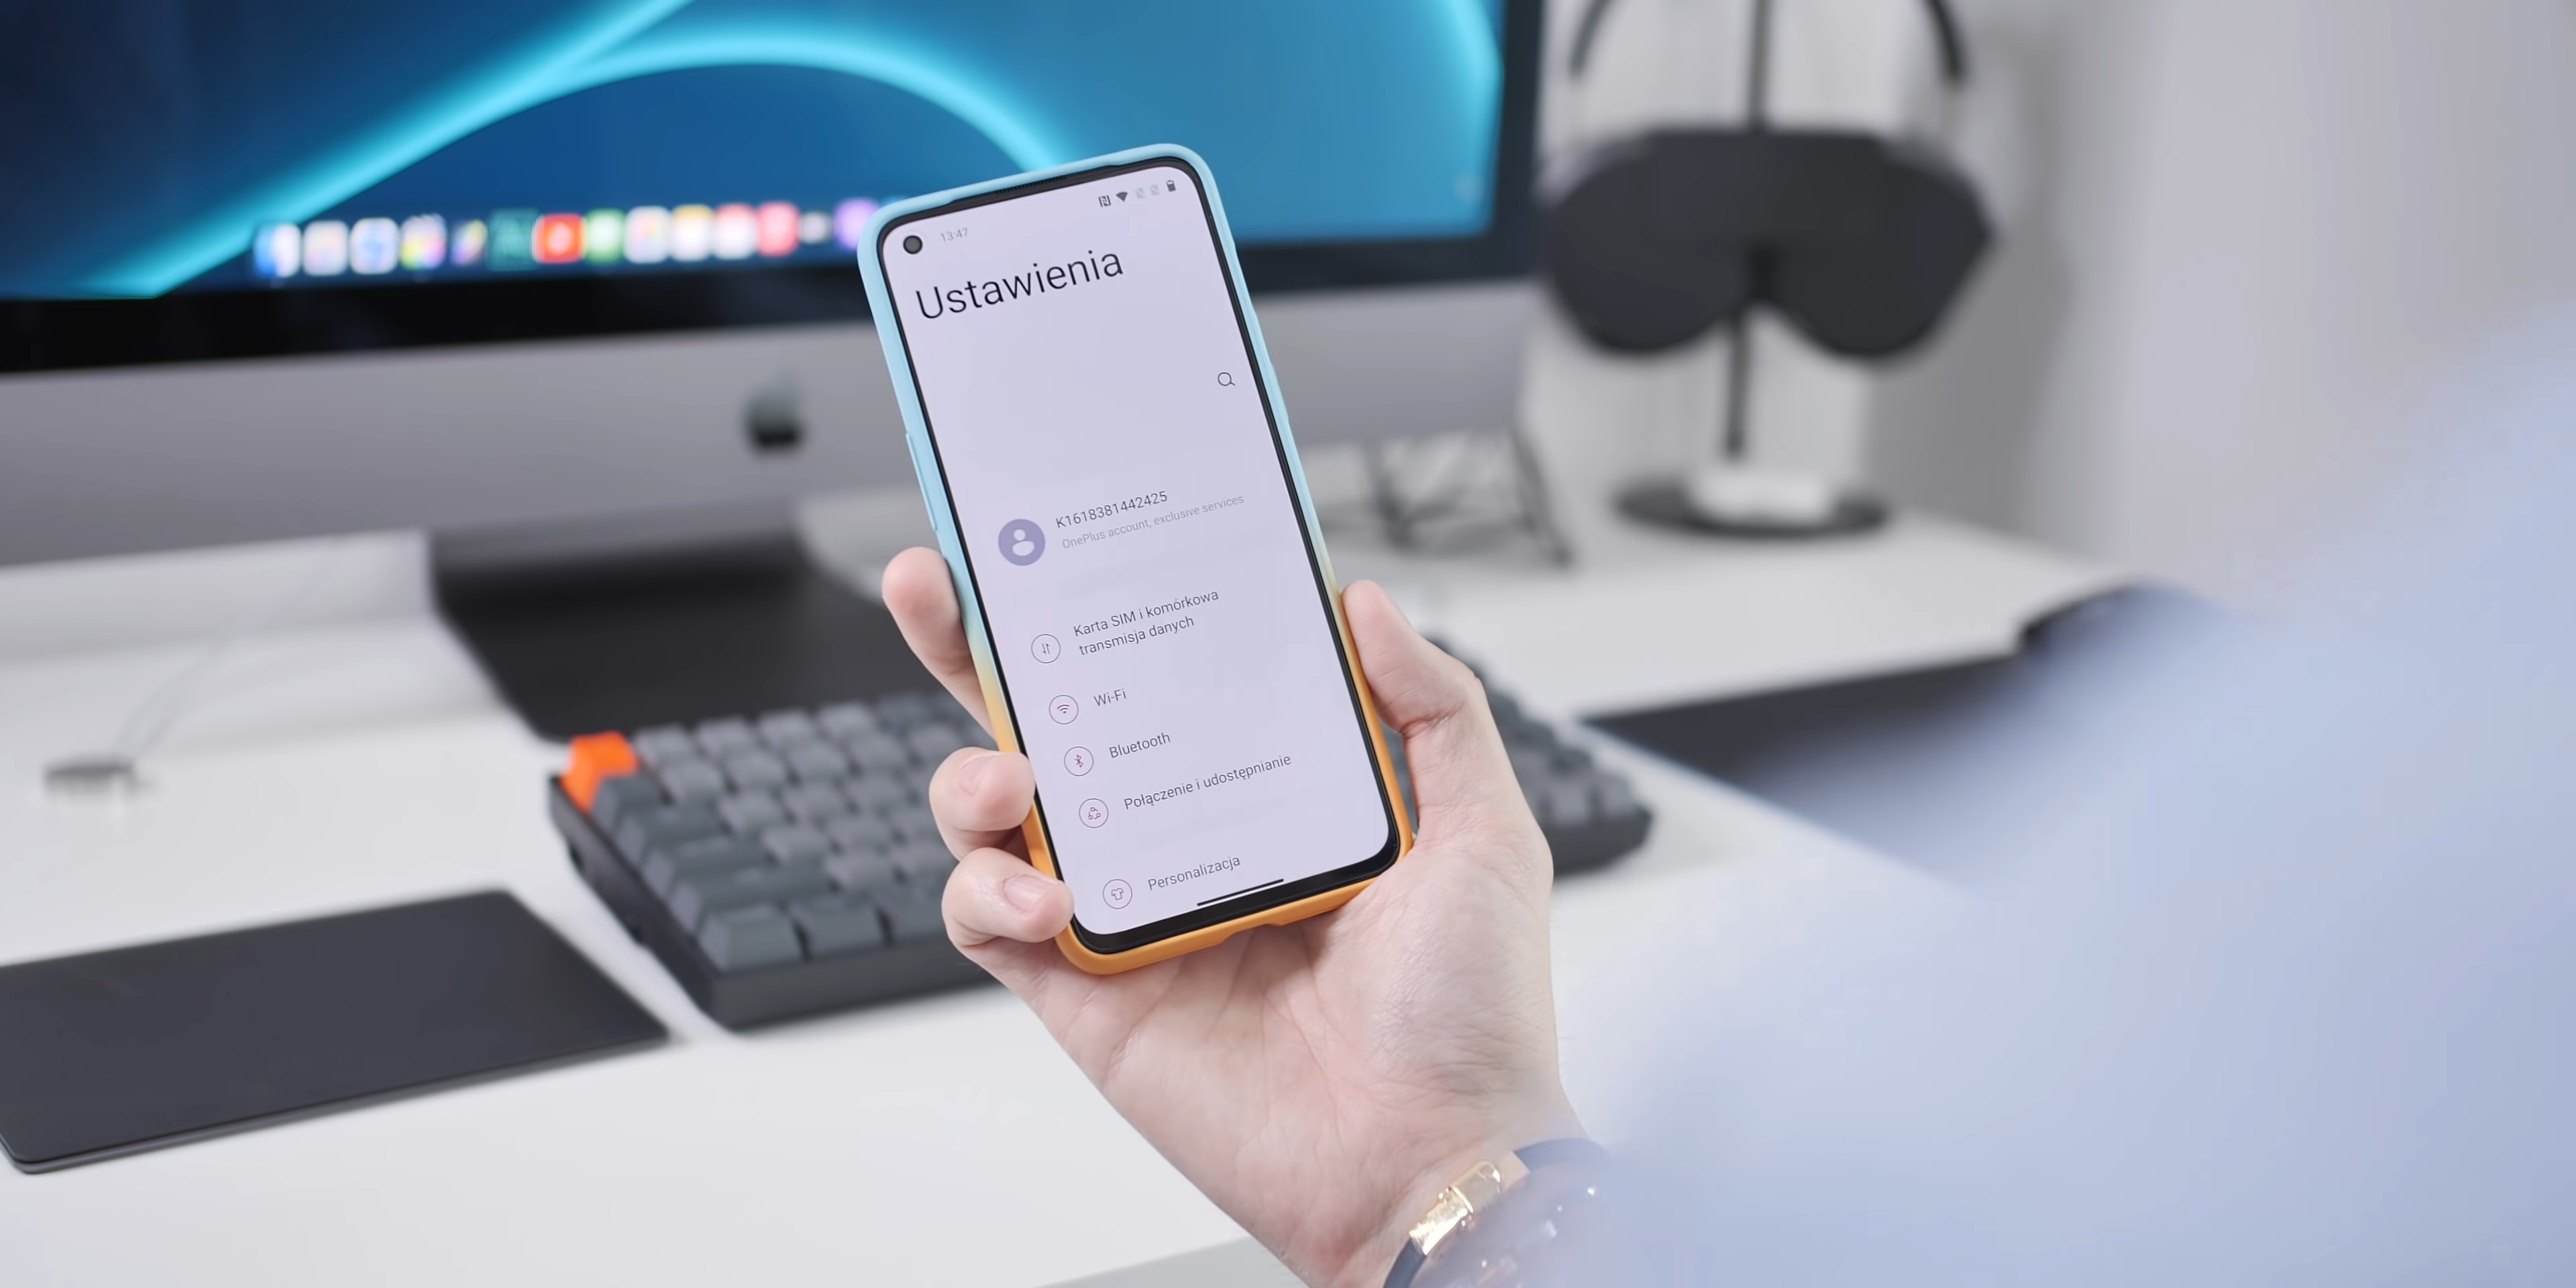 13:47
Ustawienia
K1618381442425
OnePlus account, exclusive services
Karta SIM i komórkowa
transmisja danych
Wi-Fi
Bluetooth
Połączenie i udostępnianie
Personalizacja